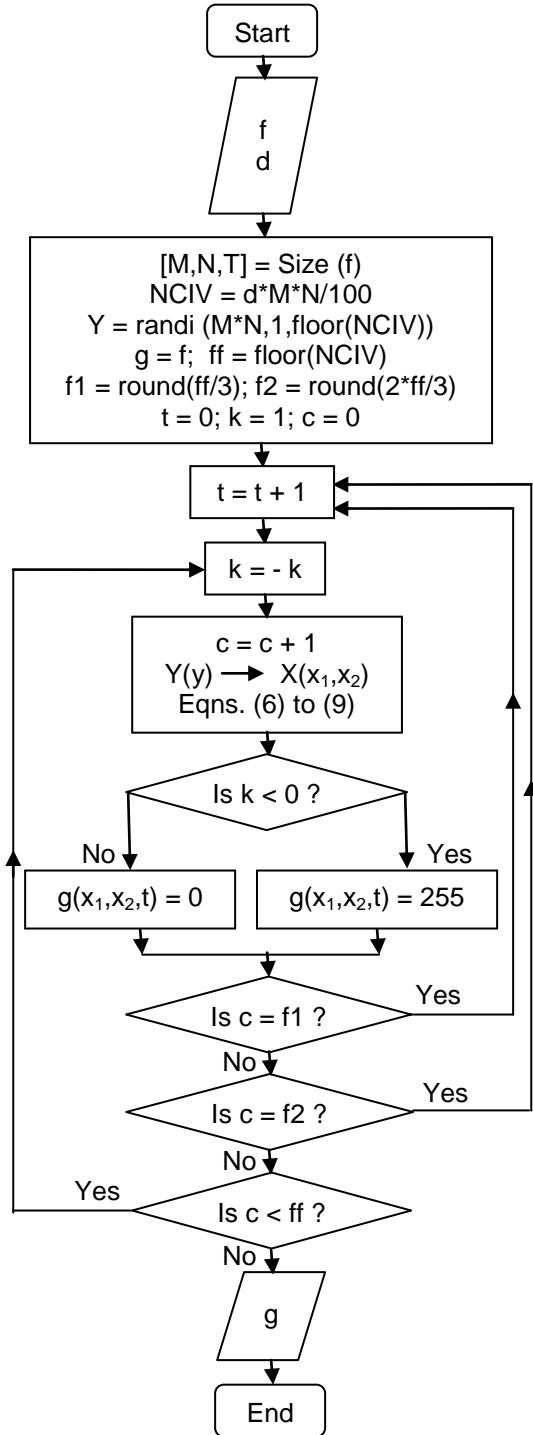 Start
f
d
[M,N,T] = Size (f)
NCIV = d*M*N/100
Y = randi (M*N,1,floor(NCIV))
g = f; ff = floor(NCIV)
f1 = round(ff/3); f2 = round(2*ff/3)
t = 0; k = 1; c = 0
t = t + 1
k = - k
c = c + 1
Y(y) → X(x₁,x₂)
Eqns. (6) to (9)
Is k < 0 ?
No
Yes
g(x₁,x₂,t) = 0
g(x₁,x₂,t) = 255
Yes
Is c = f1 ?
No
Yes
Is c = f2 ?
No
Yes
Is c < ff ?
No
g
End